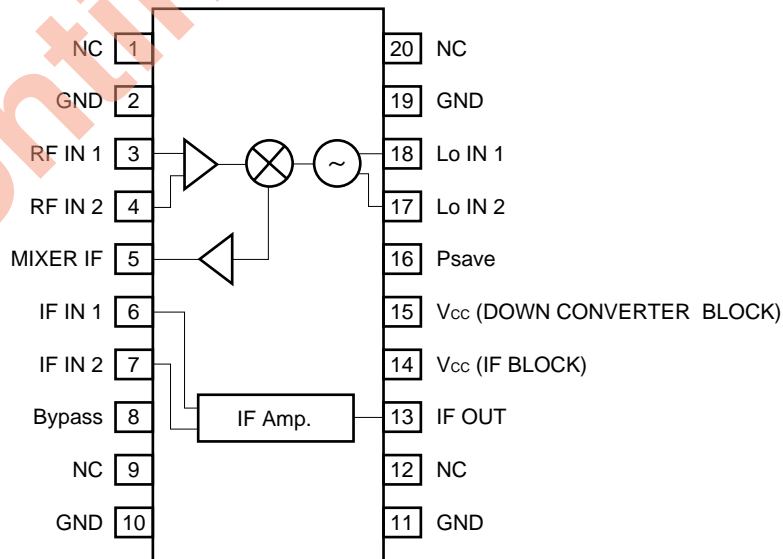 NC 1
GND 2
RF IN 1 3
RF IN 2 4
MIXER IF 5
IF IN 1 6
IF IN 2 7
Bypass 8
NC 9
GND 10
20 NC
19 GND
18 Lo IN 1
17 Lo IN 2
16 Psave
15 Vcc (DOWN CONVERTER BLOCK)
14 Vcc (IF BLOCK)
13 IF OUT
12 NC
11 GND
~
IF Amp.